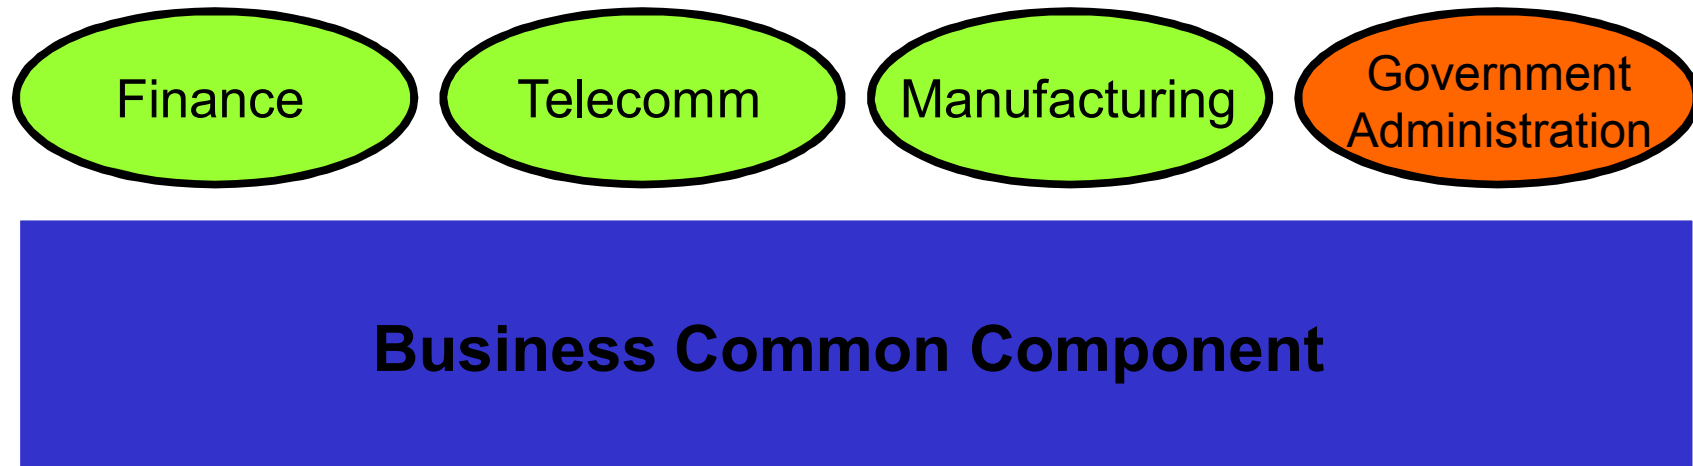 Finance
Telecomm
Manufacturing
Government
Administration
Business Common Component